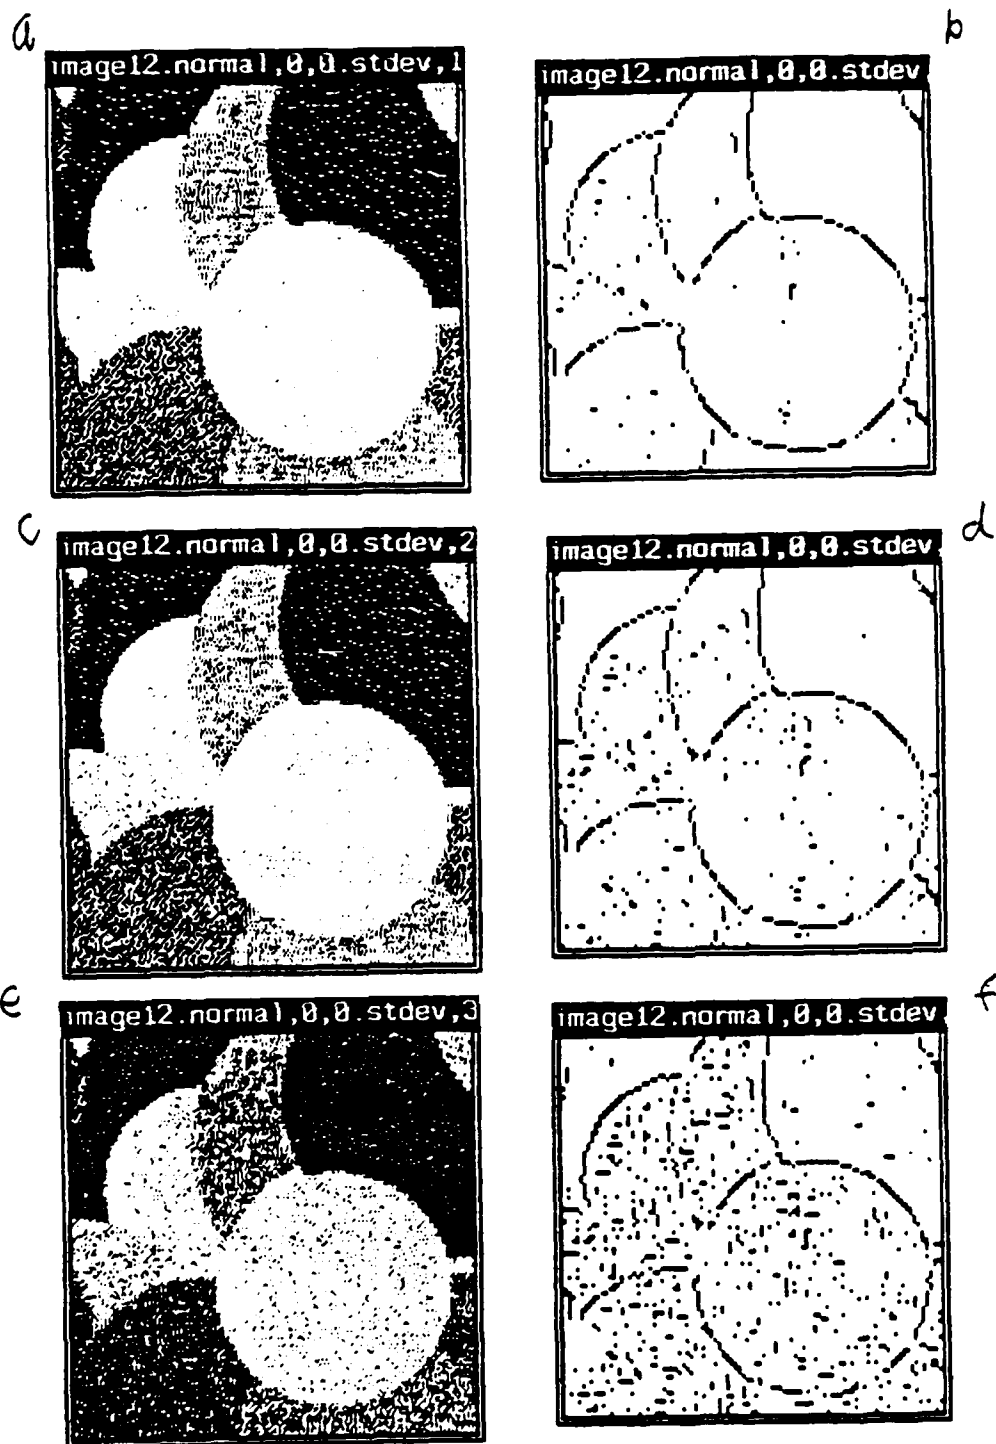 a
image12.normal,0,0.stdev,1
b
image12.normal,0,0.stdev,
c
image12.normal,0,0.stdev,2
d
image12.normal,0,0.stdev,
e
image12.normal,0,0.stdev,3
f
image12.normal,0,0.stdev,